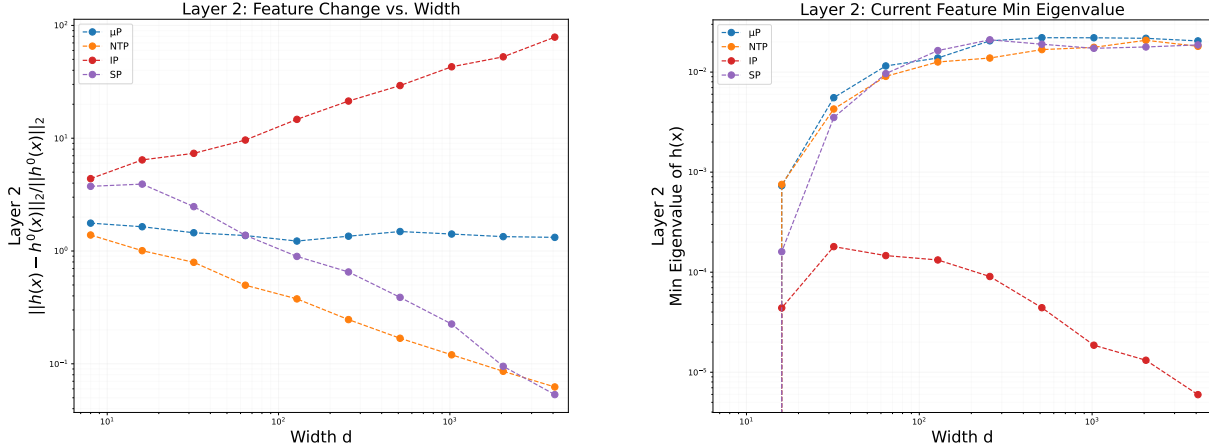 Layer 2: Feature Change vs. Width
Layer 2
||h(x) − h⁰(x)||₂/||h⁰(x)||₂
10²
10¹
10⁰
10⁻¹
µP
NTP
IP
SP
10¹
10²
10³
Width d
Layer 2: Current Feature Min Eigenvalue
Layer 2
Min Eigenvalue of h(x)
10⁻²
10⁻³
10⁻⁴
10⁻⁵
µP
NTP
IP
SP
10¹
10²
10³
Width d